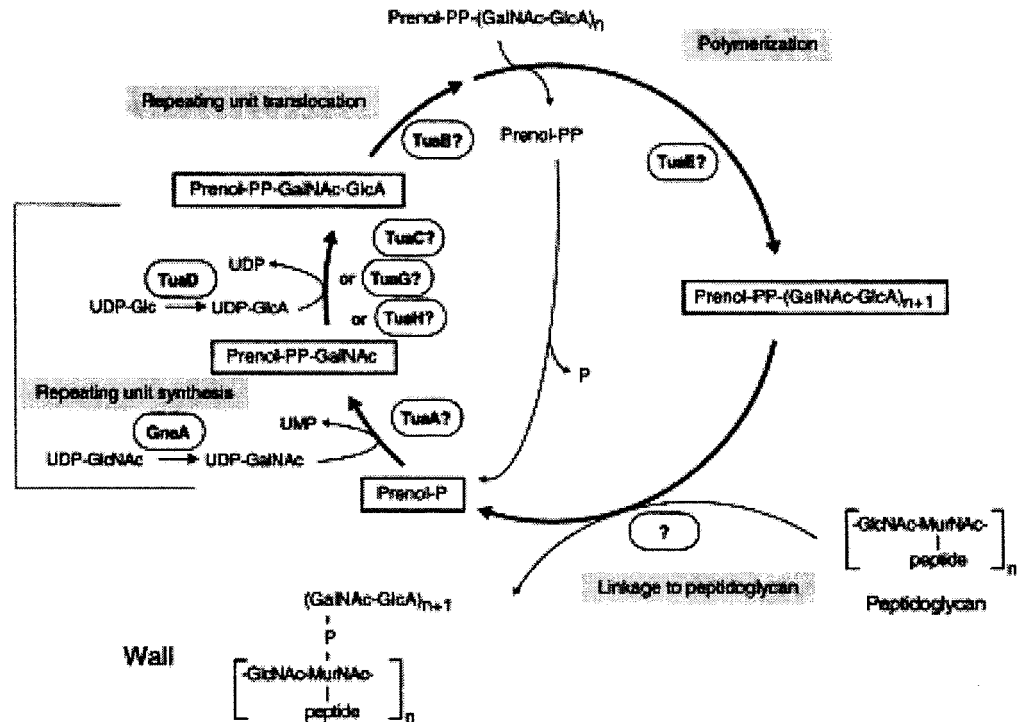 Prenol-PP-(GalNAc-GlcA)n
Polymerization
Repeating unit translocation
TuaB?
Prenol-PP
TuaE?
Prenol-PP-GalNAc-GlcA
TuaC?
TuaD
UDP
or
TuaG?
UDP-Glc
UDP-GlcA
or
TuaH?
Prenol-PP-(GalNAc-GlcA)n+1
Prenol-PP-GalNAc
P
Repeating unit synthesis
GneA
UMP
TuaA?
UDP-GlcNAc
UDP-GalNAc
Prenol-P
?
-GlcNAc-MurNAc-
peptide
n
Linkage to peptidoglycan
Peptidoglycan
(GalNAc-GlcA)n+1
P
Wall
-GlcNAc-MurNAc-
peptide
n